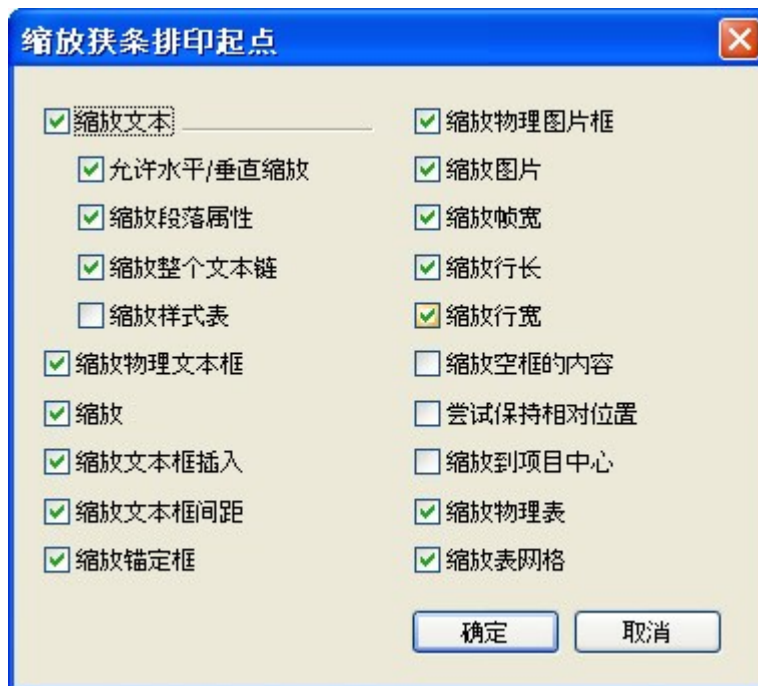 缩放狭条排印起点
缩放文本
允许水平/垂直缩放
缩放段落属性
缩放整个文本链
缩放样式表
缩放物理文本框
缩放
缩放文本框插入
缩放文本框间距
缩放锚定框
缩放物理图片框
缩放图片
缩放帧宽
缩放行长
缩放行宽
缩放空框的内容
尝试保持相对位置
缩放到项目中心
缩放物理表
缩放表网格
确定
取消